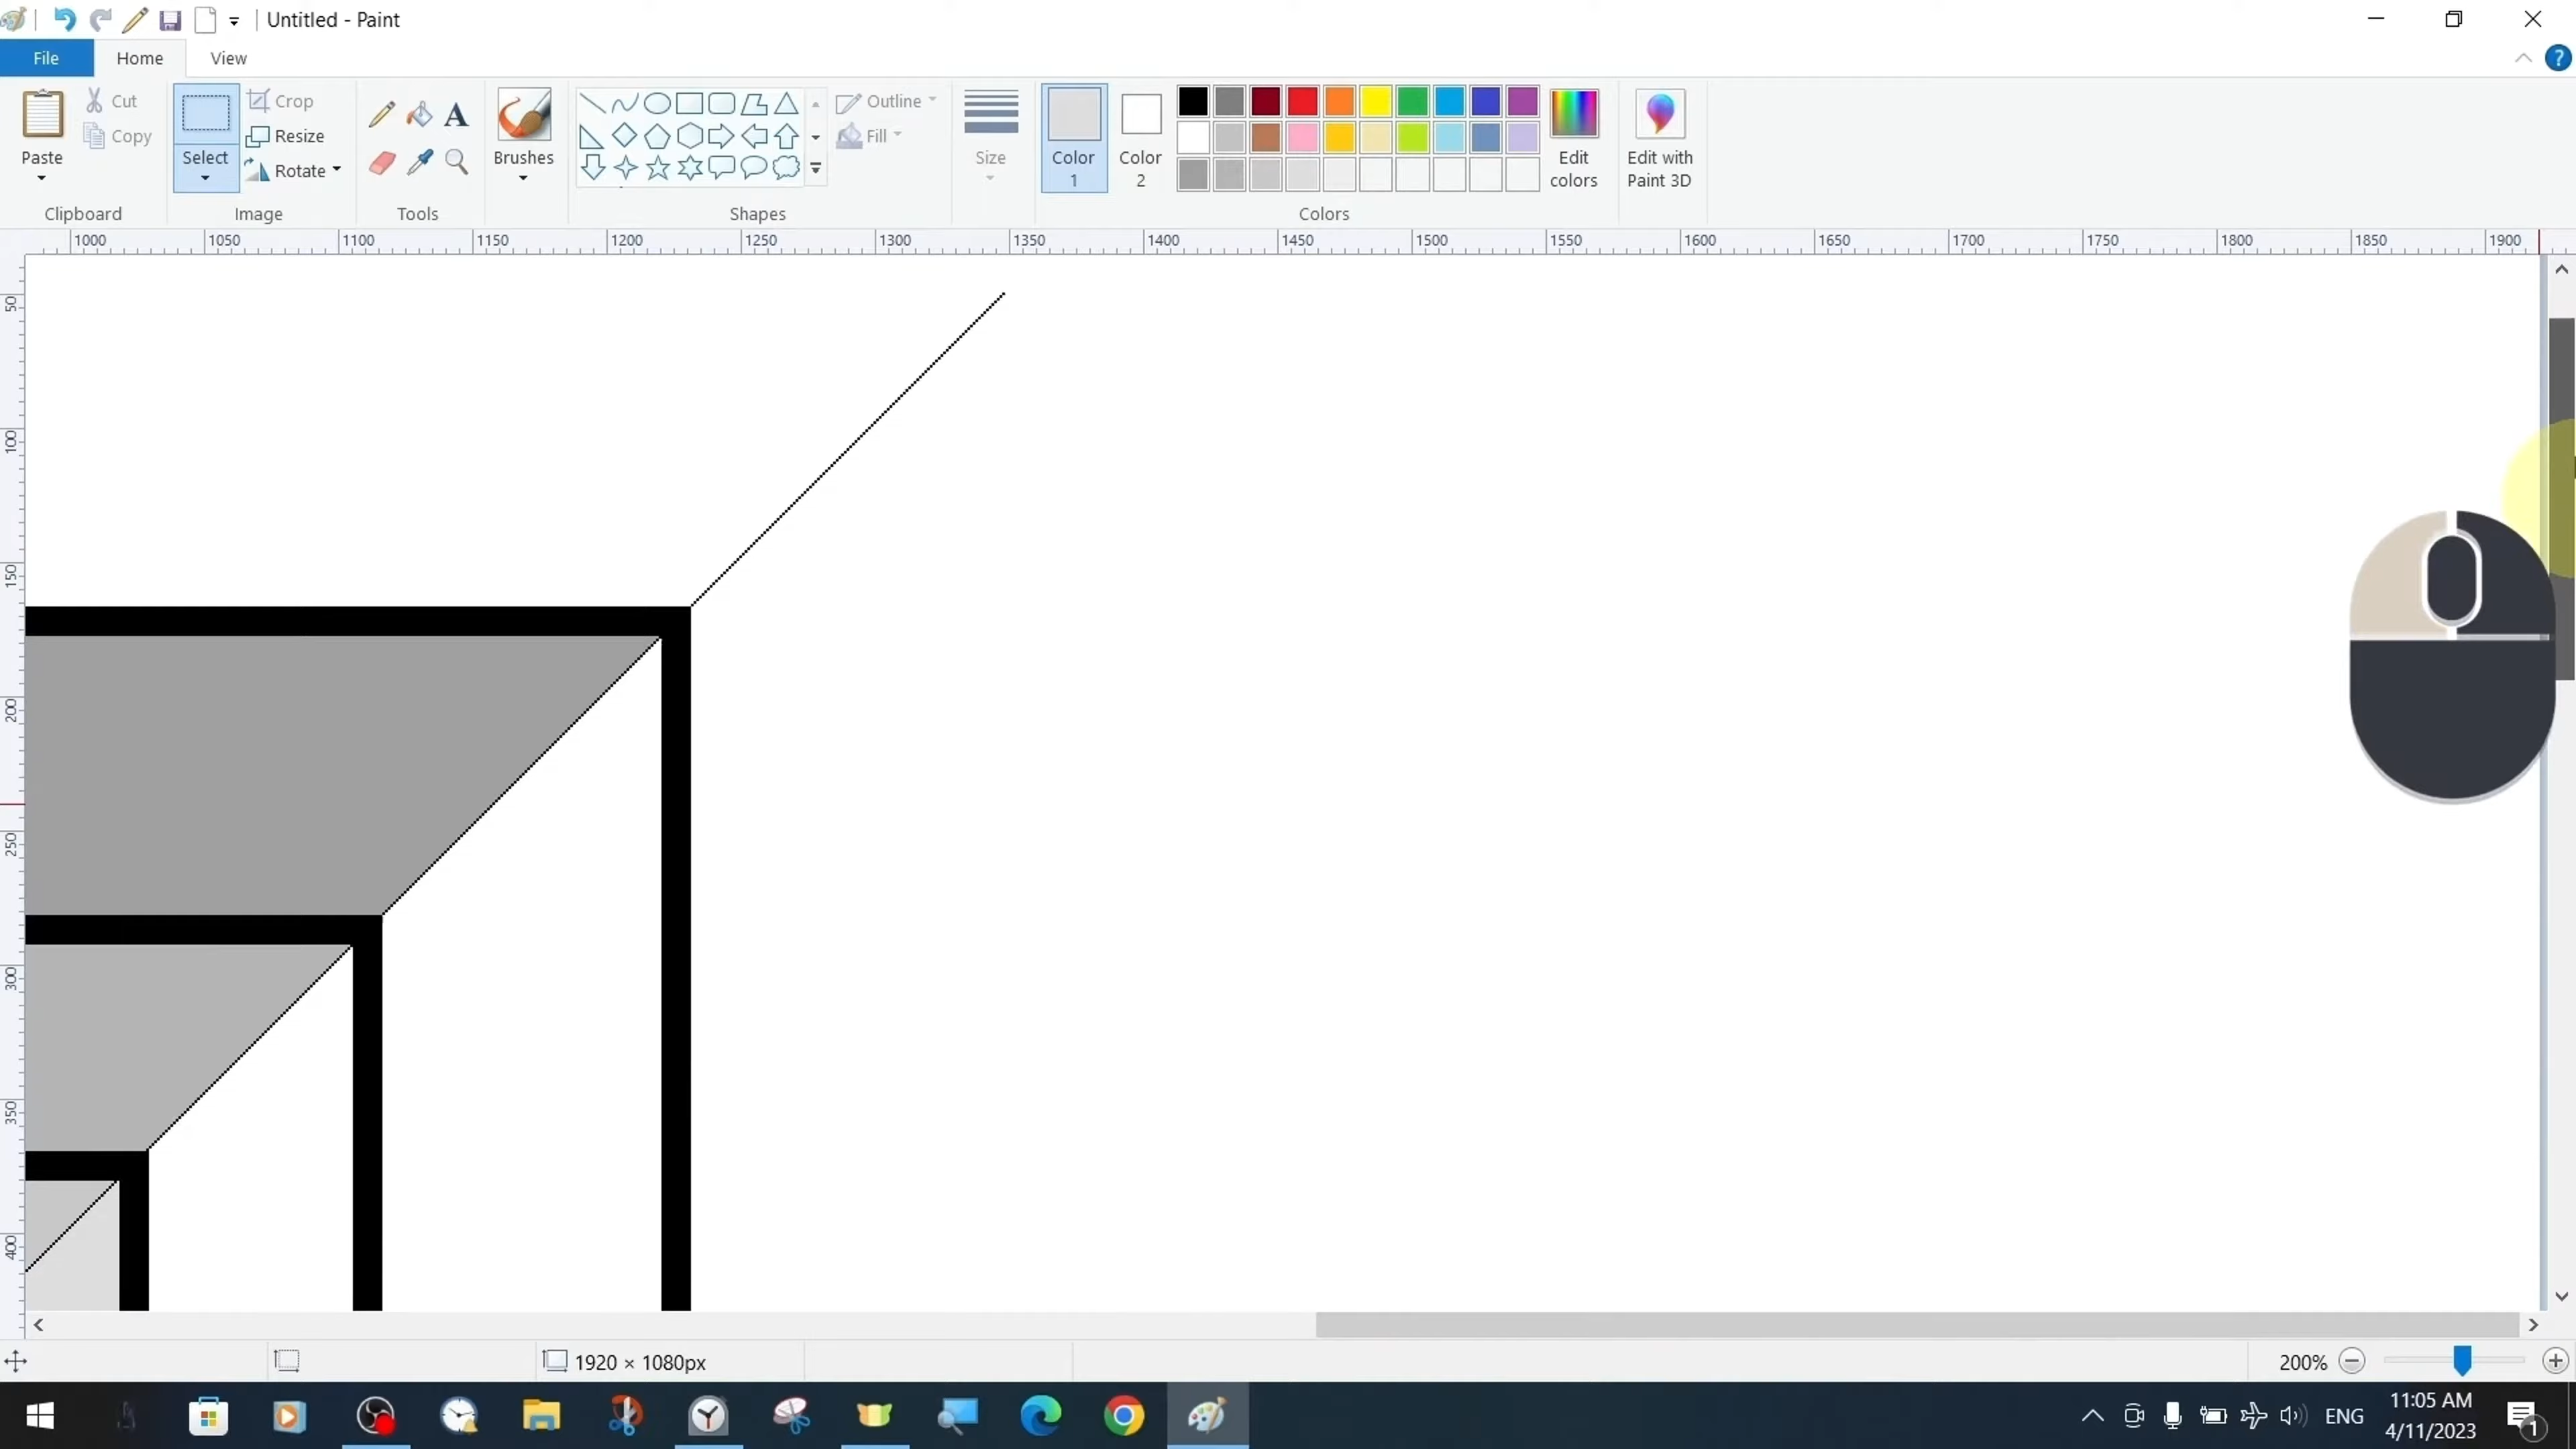 Untitled - Paint
File Home View
Paste
Cut
Copy
Clipboard
Select
Crop
Resize
Rotate
Image
A
Tools
Brushes
Outline
Fill
Shapes
Size
Color 1
Color 2
Edit colors
Colors
Edit with Paint 3D
1000 1050 1100 1150 1200 1250 1300 1350 1400 1450 1500 1550 1600 1650 1700 1750 1800 1850 1900
50
100
150
200
250
300
350
400
1920 × 1080px
200%
ENG
11:05 AM
4/11/2023
1